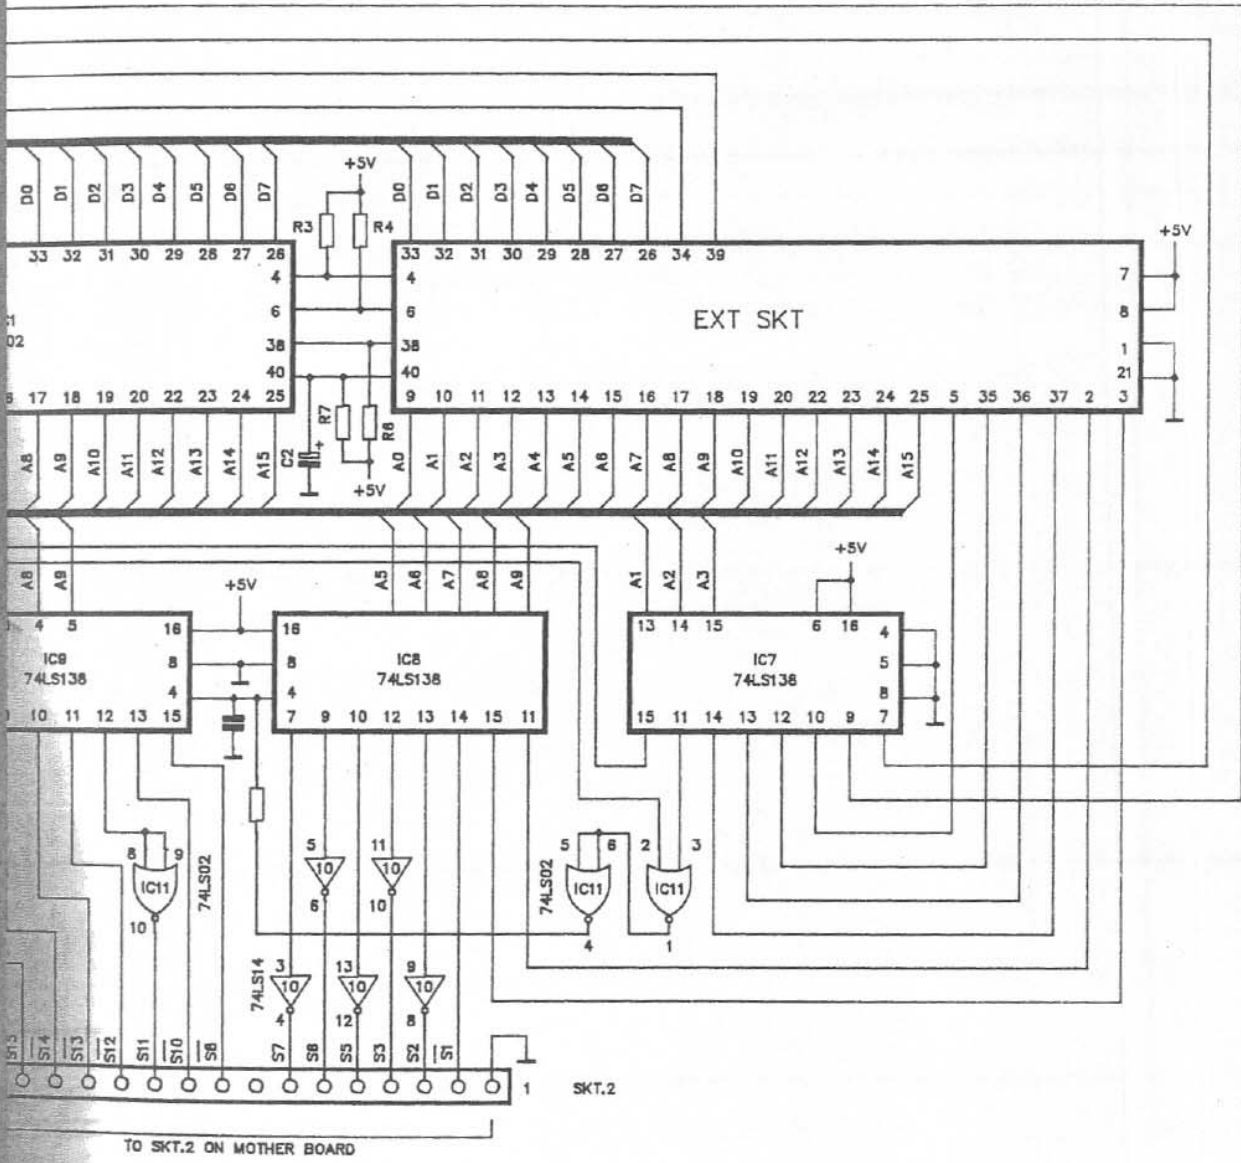 D0 D1 D2 D3 D4 D5 D6 D7 +5V D0 D1 D2 D3 D4 D5 D6 D7
R3 R4 +5V
33 32 31 30 29 28 27 26 33 32 31 30 29 28 27 26 34 39
4 4 7
6 6 EXT SKT 8
38 38 1
40 40 21
17 18 19 20 22 23 24 25 9 10 11 12 13 14 15 16 17 18 19 20 22 23 24 25 5 35 36 37 2 3
R7 R6
A8 A9 A10 A11 A12 A13 A14 A15 C2 + A0 A1 A2 A3 A4 A5 A6 A7 A8 A9 A10 A11 A12 A13 A14 A15
+5V
+5V
A8 A9 +5V A5 A6 A7 A8 A9 A1 A2 A3
4 5 16 16 13 14 15 6 16 4
IC9 8 8 IC8 IC7 5
74LS138 4 4 74LS138 74LS138 8
10 11 12 13 15 7 9 10 12 13 14 15 11 15 11 14 13 12 10 9 7
8 9 5 11 5 6 2 3
IC11 74LS02 10 10 74LS02 IC11 IC11
10 6 10 4 1
74LS14 3 13 9
10 10 10
4 12 8
S14 S13 S12 S11 S10 S8 S7 S6 S5 S3 S2 S1
1 SKT.2
TO SKT.2 ON MOTHER BOARD